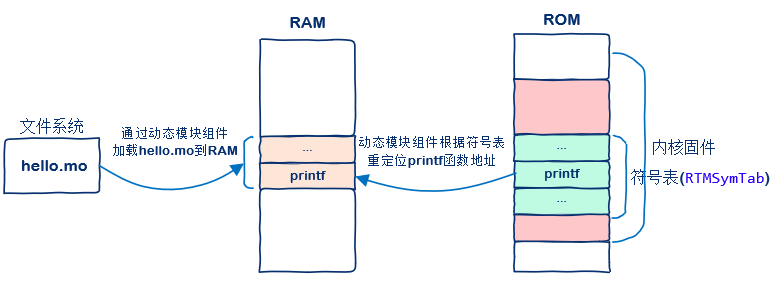 RAM
ROM
文件系统
hello.mo
通过动态模块组件
加载hello.mo到RAM
...
printf
动态模块组件根据符号表
重定位printf函数地址
...
printf
...
内核固件
符号表(RTMSymTab)